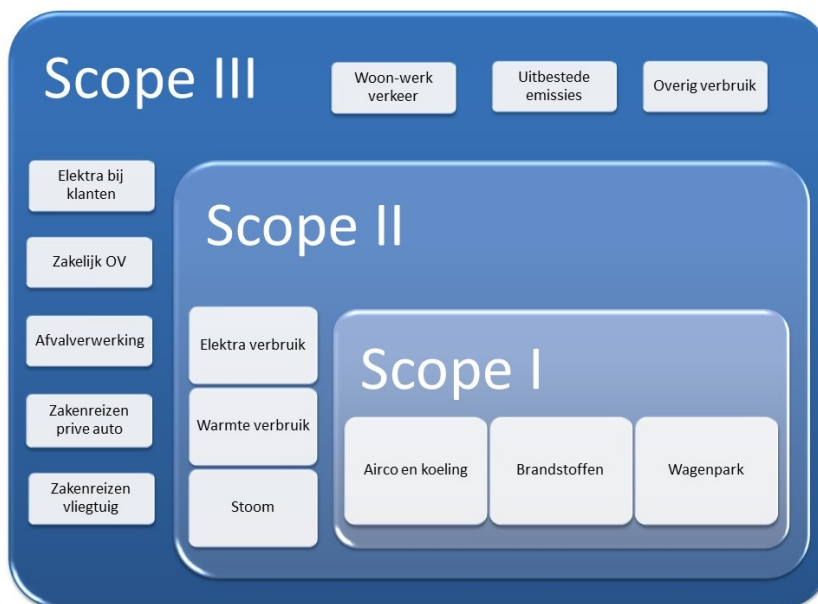 Scope III
Woon-werk
verkeer
Uitbestede
emissies
Overig verbruik
Elektra bij
klanten
Zakelijk OV
Afvalverwerking
Zakenreizen
prive auto
Zakenreizen
vliegtuig
Scope II
Elektra verbruik
Warmte verbruik
Stoom
Scope I
Airco en koeling
Brandstoffen
Wagenpark